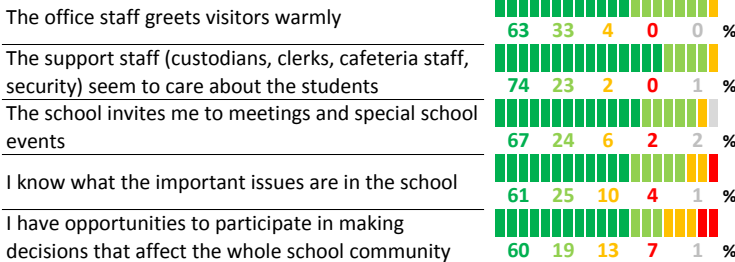 The office staff greets visitors warmly
63 33 4 0 0 %
The support staff (custodians, clerks, cafeteria staff,
security) seem to care about the students
74 23 2 0 1 %
The school invites me to meetings and special school
events
67 24 6 2 2 %
I know what the important issues are in the school
61 25 10 4 1 %
I have opportunities to participate in making
decisions that affect the whole school community
60 19 13 7 1 %